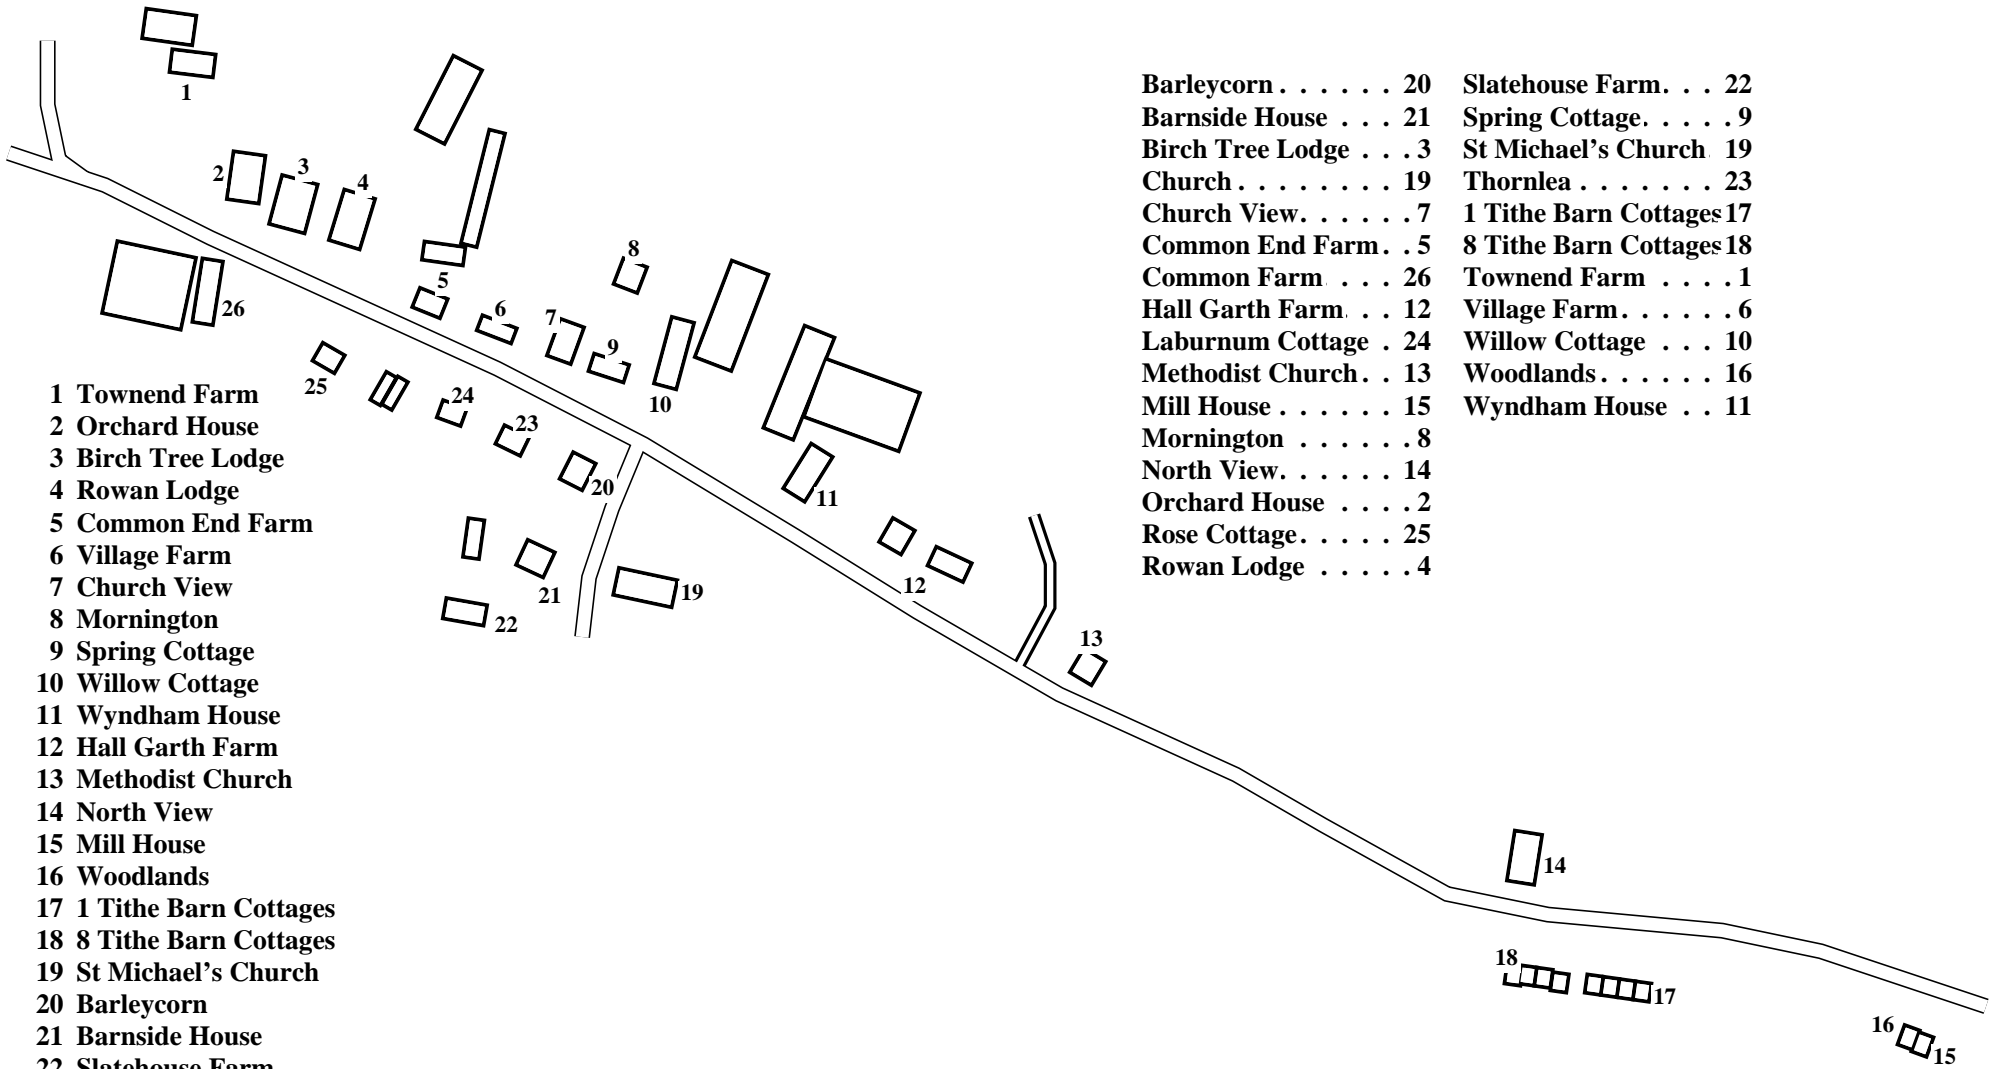 1
2
3
4
5
6
7
8
9
10
11
12
13
14
15
16
17
18
19
20
21
22
23
24
25
26
Barleycorn . . . . . . 20
Barnside House . . . 21
Birch Tree Lodge . . . 3
Church . . . . . . . . 19
Church View. . . . . . 7
Common End Farm . . 5
Common Farm . . . 26
Hall Garth Farm . . . 12
Laburnum Cottage . 24
Methodist Church . . 13
Mill House . . . . . . 15
Mornington . . . . . . 8
North View. . . . . . 14
Orchard House . . . . 2
Rose Cottage . . . . . 25
Rowan Lodge . . . . . 4
Slatehouse Farm . . . 22
Spring Cottage. . . . . 9
St Michael's Church 19
Thornlea . . . . . . . 23
1 Tithe Barn Cottages 17
8 Tithe Barn Cottages 18
Townend Farm . . . . 1
Village Farm . . . . . . 6
Willow Cottage . . . 10
Woodlands . . . . . . 16
Wyndham House . . 11
1 Townend Farm
2 Orchard House
3 Birch Tree Lodge
4 Rowan Lodge
5 Common End Farm
6 Village Farm
7 Church View
8 Mornington
9 Spring Cottage
10 Willow Cottage
11 Wyndham House
12 Hall Garth Farm
13 Methodist Church
14 North View
15 Mill House
16 Woodlands
17 1 Tithe Barn Cottages
18 8 Tithe Barn Cottages
19 St Michael's Church
20 Barleycorn
21 Barnside House
22 Slatehouse Farm